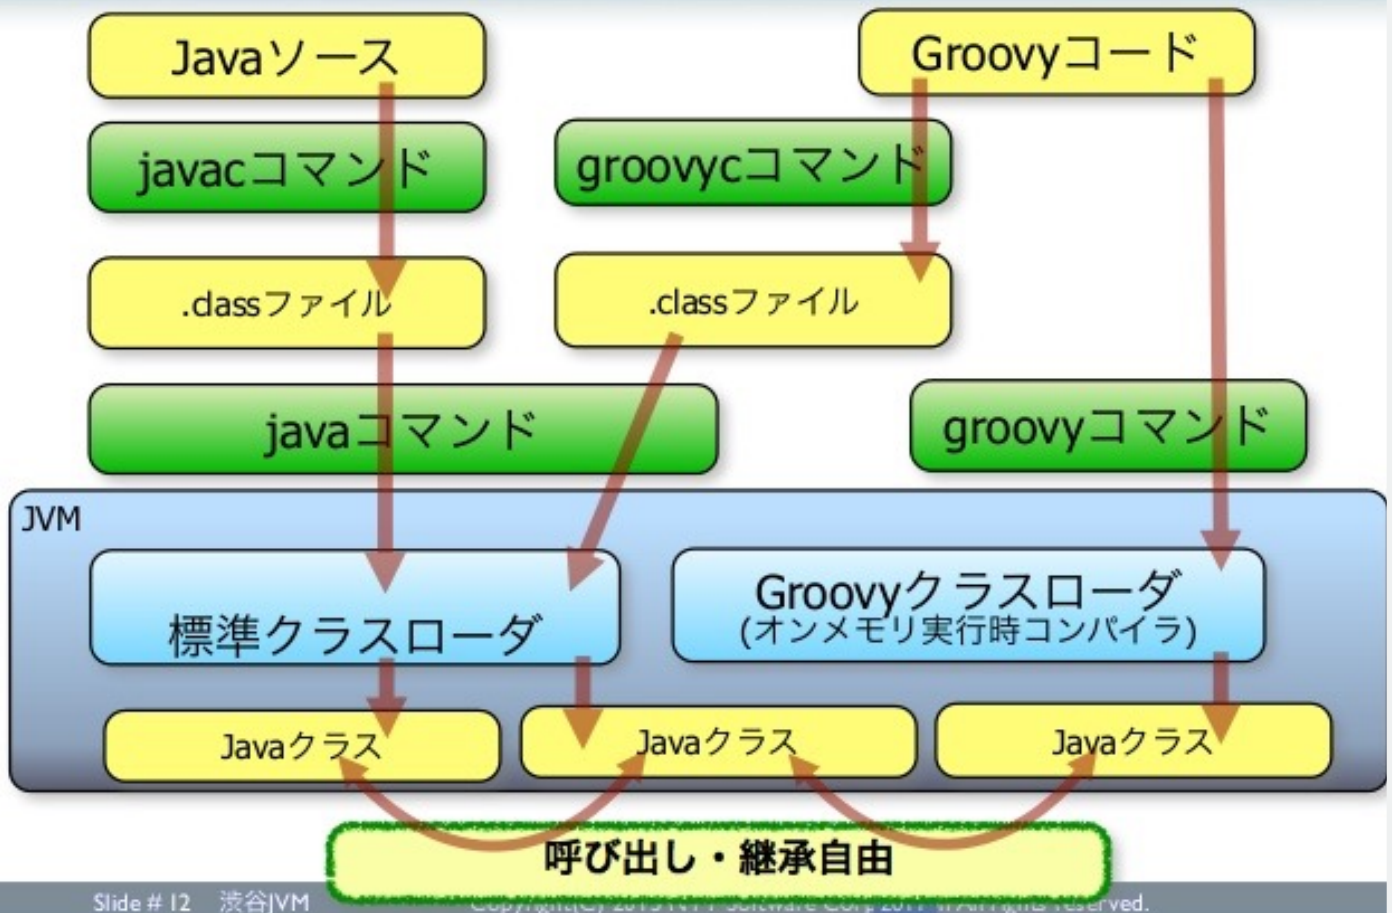 Javaソース
Groovyコード
javacコマンド
groovycコマンド
.classファイル
.classファイル
javaコマンド
groovyコマンド
JVM
標準クラスローダ
Groovyクラスローダ
(オンメモリ実行時コンパイラ)
Javaクラス
Javaクラス
Javaクラス
呼び出し・継承自由
Slide # 12 渋谷JVM
reserved.